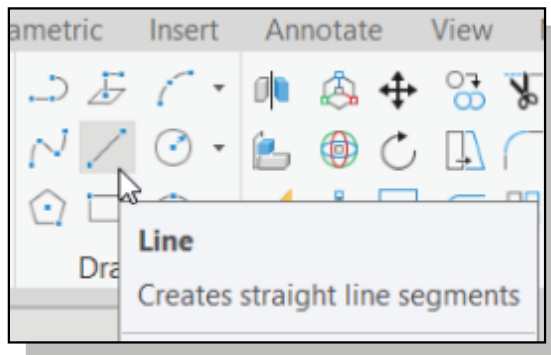 ametric Insert Annotate View
Dra
Line
Creates straight line segments